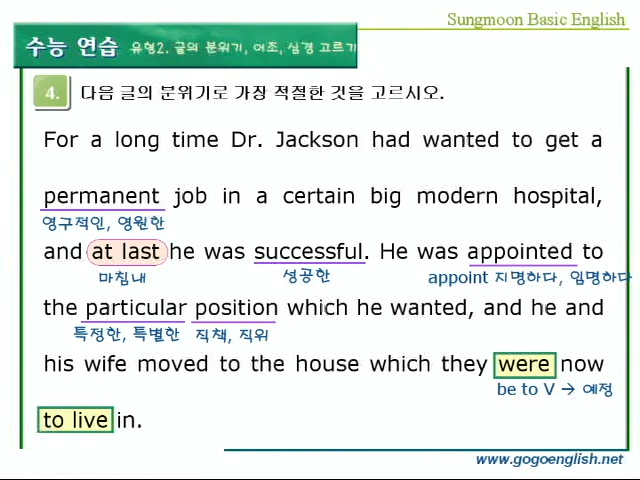 Sungmoon Basic English
수능 연습 유형2. 글의 분위기, 어조, 심경 고르기
4. 다음 글의 분위기로 가장 적절한 것을 고르시오.
For a long time Dr. Jackson had wanted to get a
permanent job in a certain big modern hospital,
영구적인, 영원한
and at last he was successful. He was appointed to
마침내 성공한 appoint 지명하다, 임명하다
the particular position which he wanted, and he and
특정한, 특별한 직책, 직위
his wife moved to the house which they were now
be to V → 예정
to live in.
www.gogoenglish.net